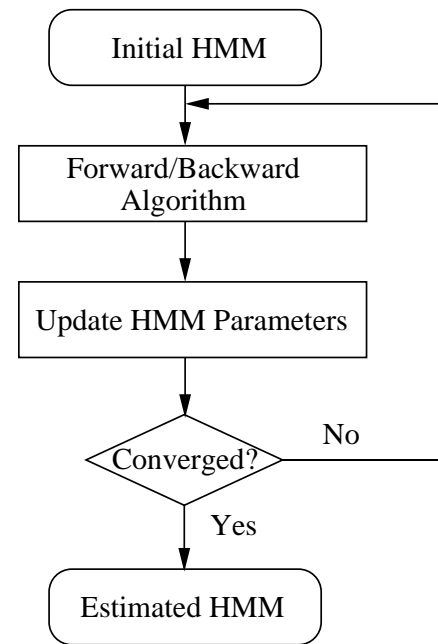 Initial HMM
Forward/Backward
Algorithm
Update HMM Parameters
Converged?
No
Yes
Estimated HMM